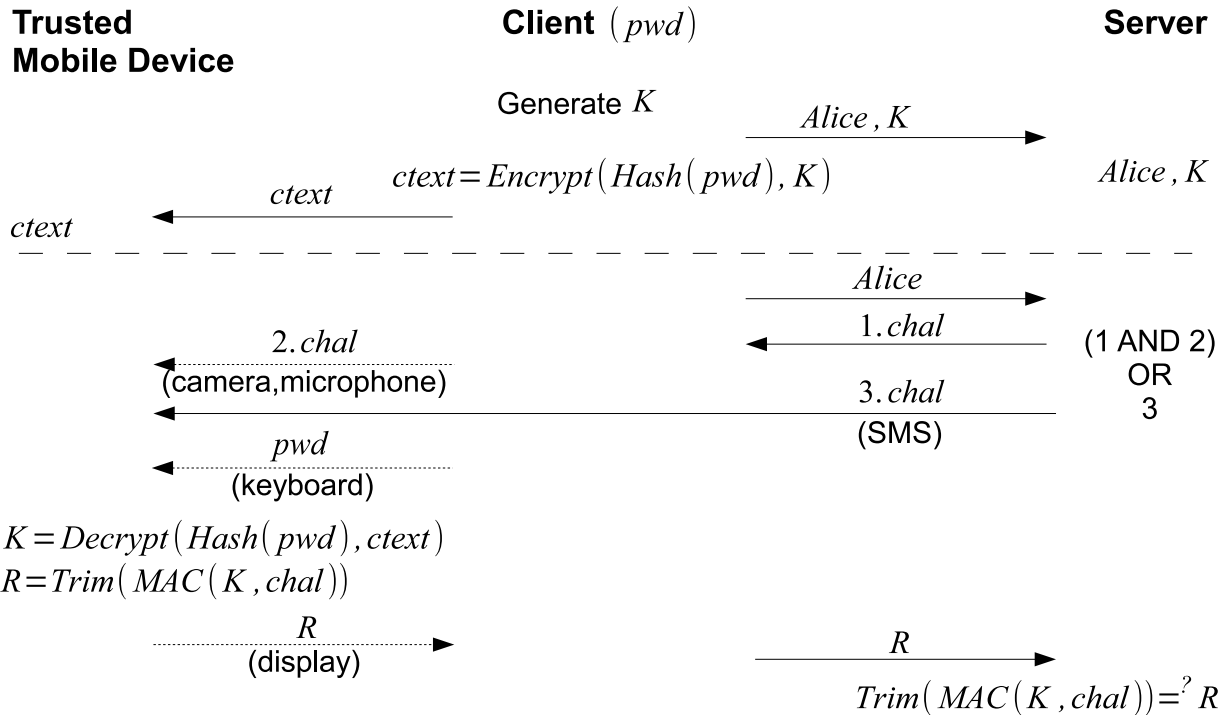 Trusted
Mobile Device
Client (pwd)
Server
Generate K
Alice, K
ctext=Encrypt(Hash(pwd), K)
Alice, K
ctext
ctext
Alice
1. chal
2. chal
(camera,microphone)
(1 AND 2)
OR
3
3. chal
(SMS)
pwd
(keyboard)
K=Decrypt(Hash(pwd),ctext)
R=Trim(MAC(K,chal))
R
(display)
R
Trim(MAC(K,chal))=? R